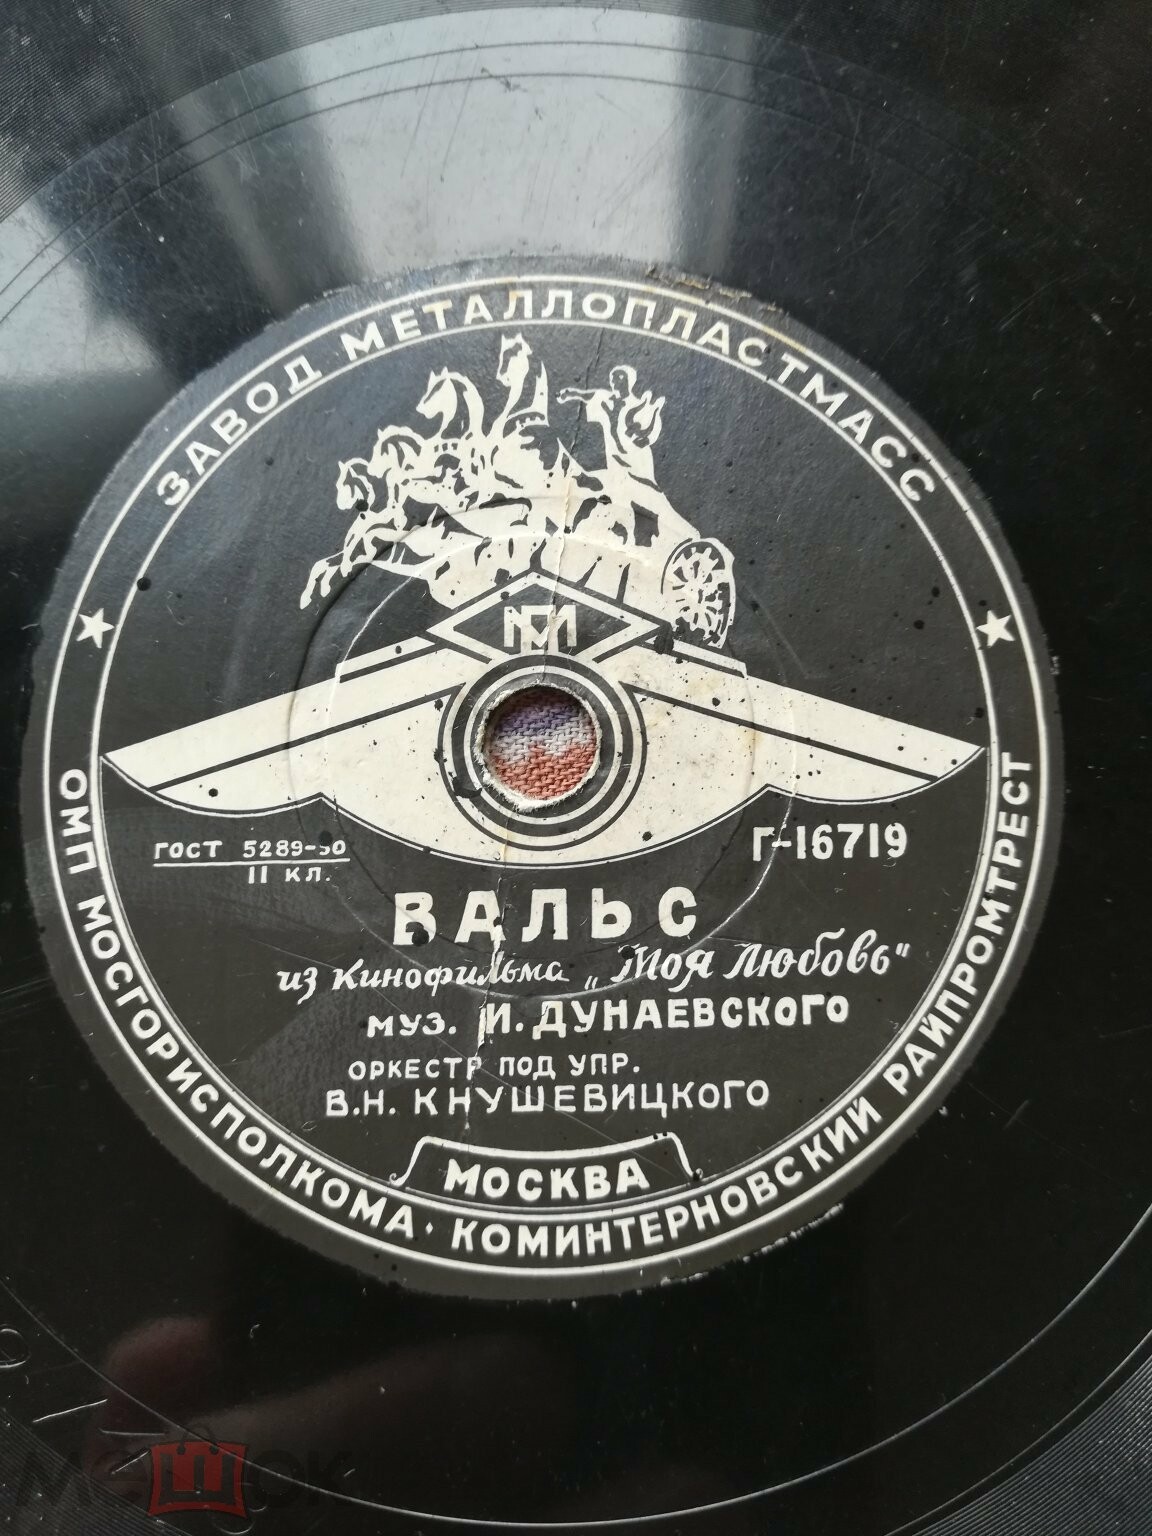 ЗАВОД МЕТАЛЛОПЛАСТМАСС
ГОСТ 5289-50
II КЛ.
Г-16719
ВАЛЬС
из кинофильма „Моя Любовь"
МУЗ. И. ДУНАЕВСКОГО
ОРКЕСТР ПОД УПР.
В.Н. КНУШЕВИЦКОГО
МОСКВА
ОМП МОСГОРИСПОЛКОМА · КОМИНТЕРНОВСКИЙ РАЙПРОМТРЕСТ
мешок